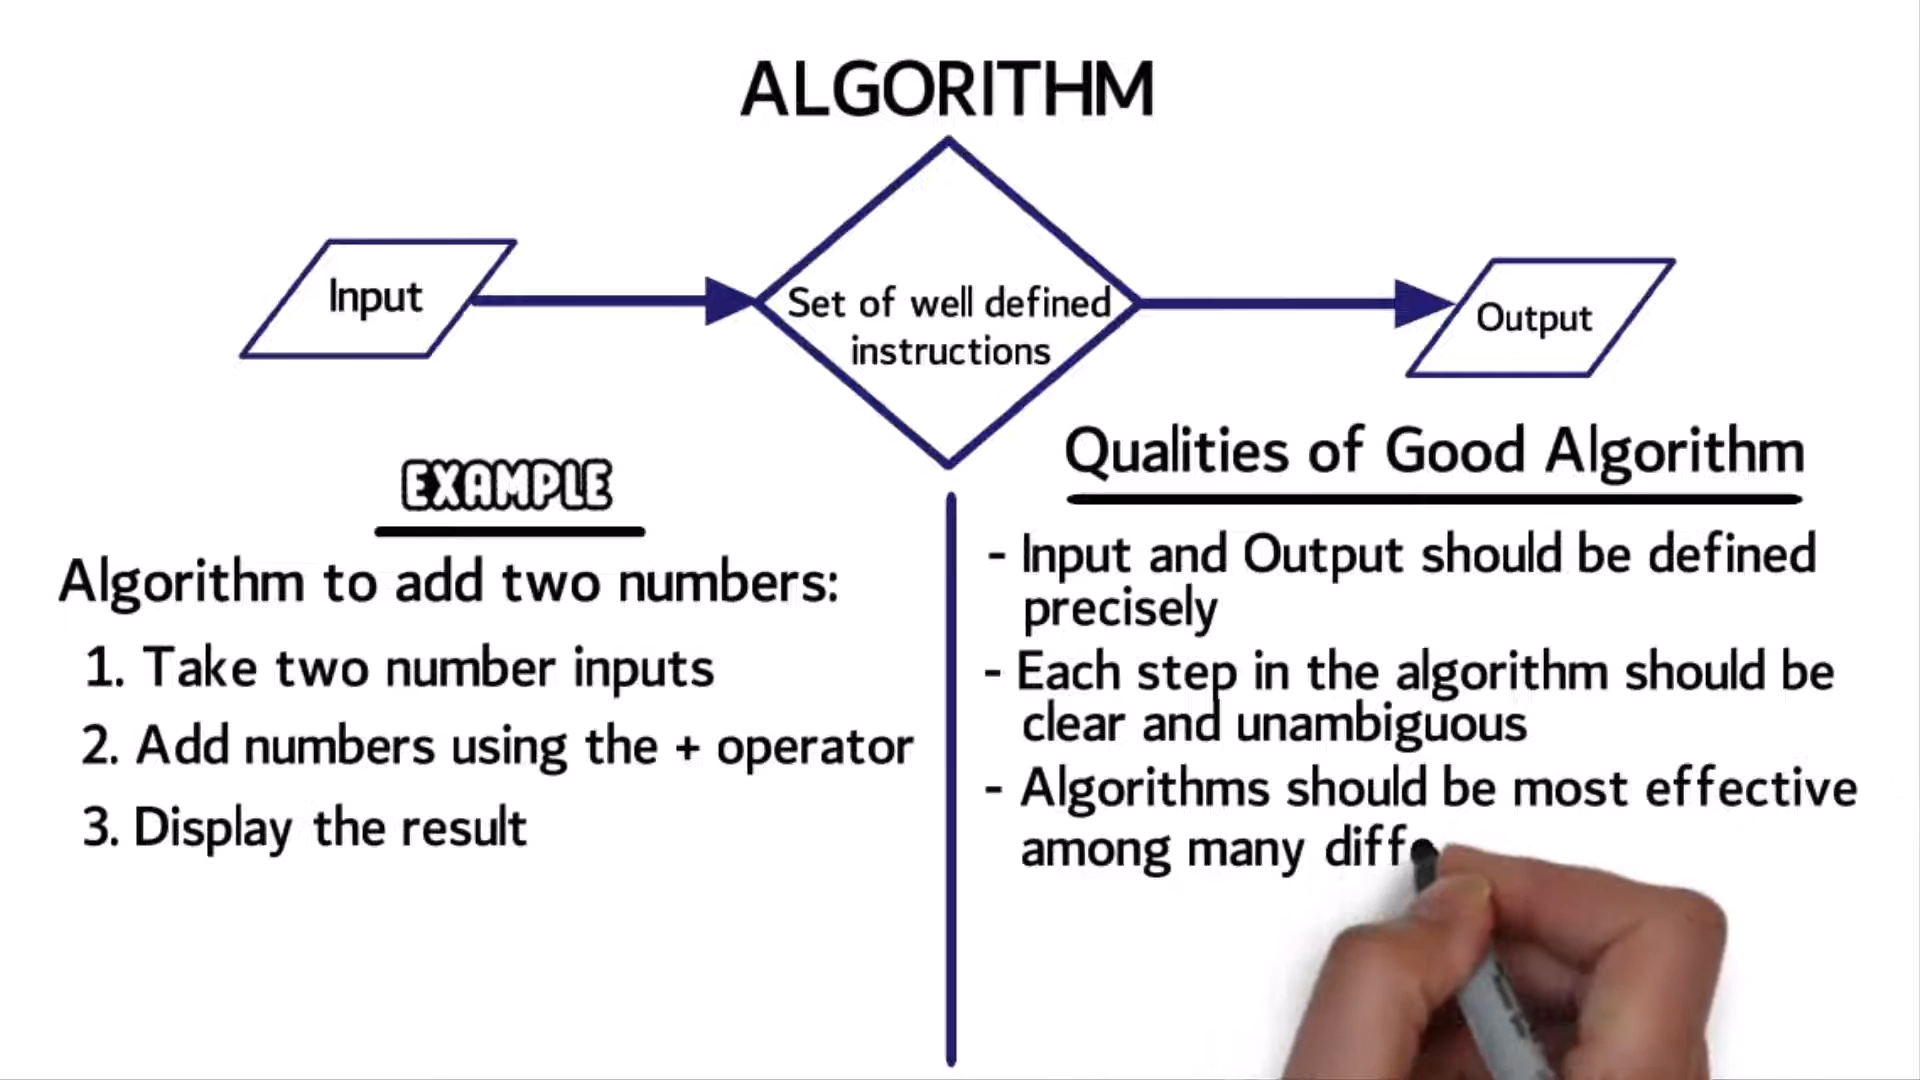 ALGORITHM
Input
Set of well defined
instructions
Output
EXAMPLE
Algorithm to add two numbers:
1. Take two number inputs
2. Add numbers using the + operator
3. Display the result
Qualities of Good Algorithm
- Input and Output should be defined
precisely
- Each step in the algorithm should be
clear and unambiguous
- Algorithms should be most effective
among many diffe